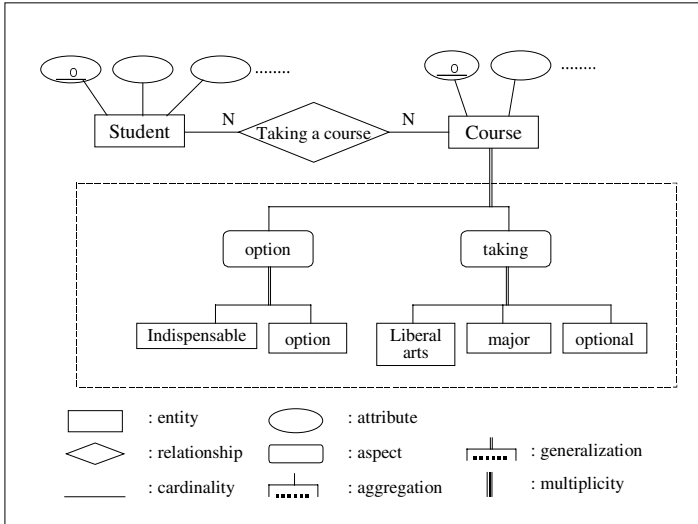 o
........
o
........
N
N
Student
Taking a course
Course
option
taking
Indispensable
option
Liberal arts
major
optional
: entity
: attribute
: relationship
: aspect
: generalization
: cardinality
: aggregation
: multiplicity